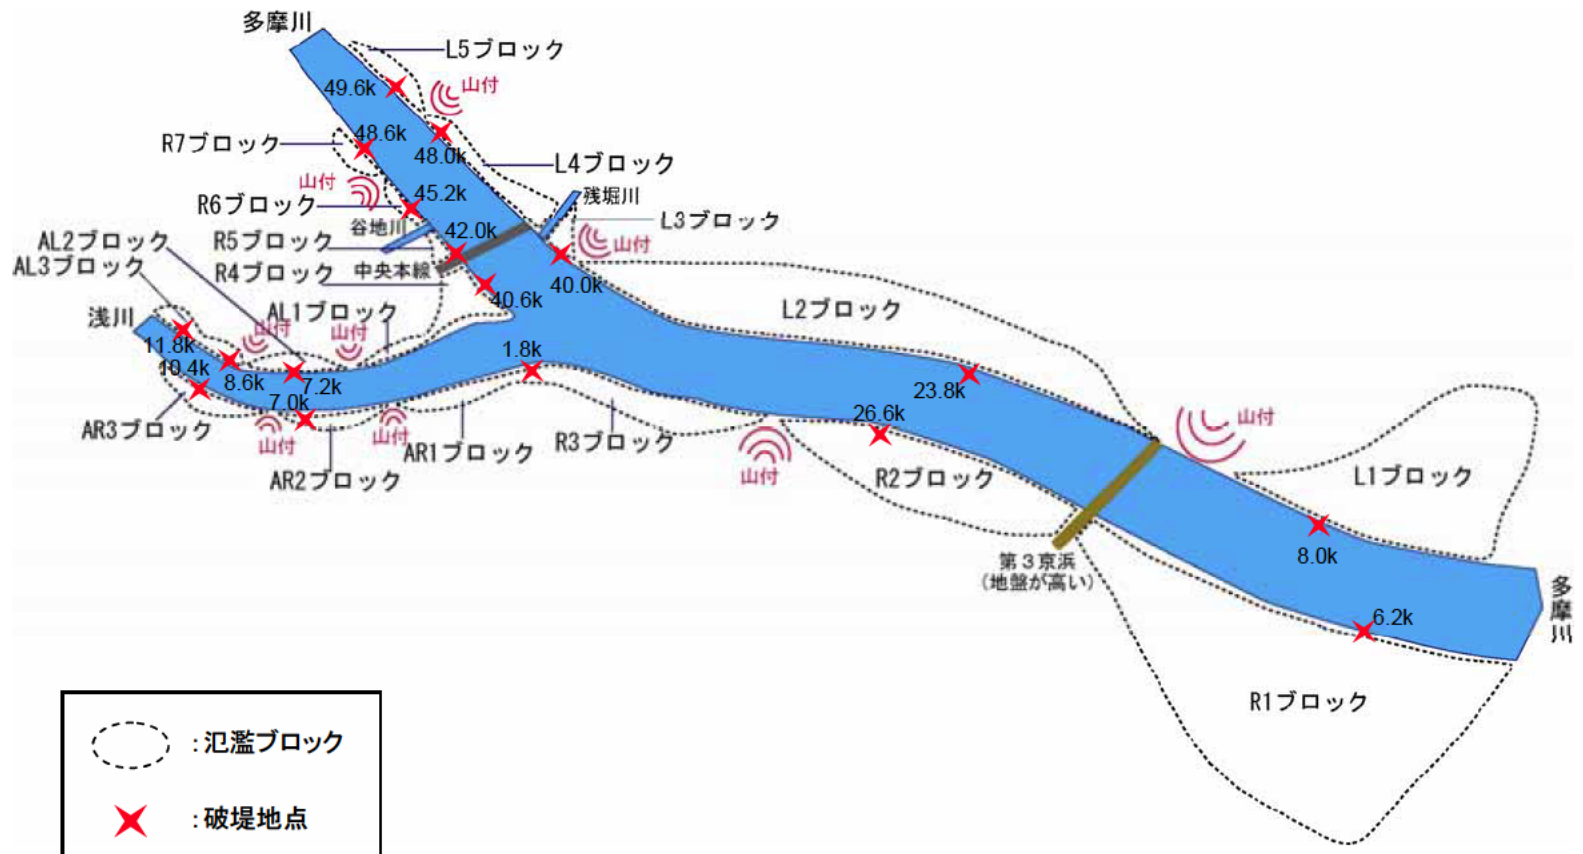 多摩川
L5ブロック
49.6k
山付
48.6k
R7ブロック
48.0k
L4ブロック
山付
45.2k
残堀川
R6ブロック
谷地川
42.0k
L3ブロック
AL2ブロック
R5ブロック
山付
AL3ブロック
中央本線
R4ブロック
40.0k
40.6k
AL1ブロック
L2ブロック
浅川
山付
山付
11.8k
1.8k
10.4k
8.6k
7.2k
23.8k
7.0k
26.6k
山付
AR3ブロック
山付
山付
AR1ブロック
R3ブロック
AR2ブロック
山付
R2ブロック
L1ブロック
第3京浜
(地盤が高い)
8.0k
多摩川
6.2k
R1ブロック
:氾濫ブロック
:破堤地点